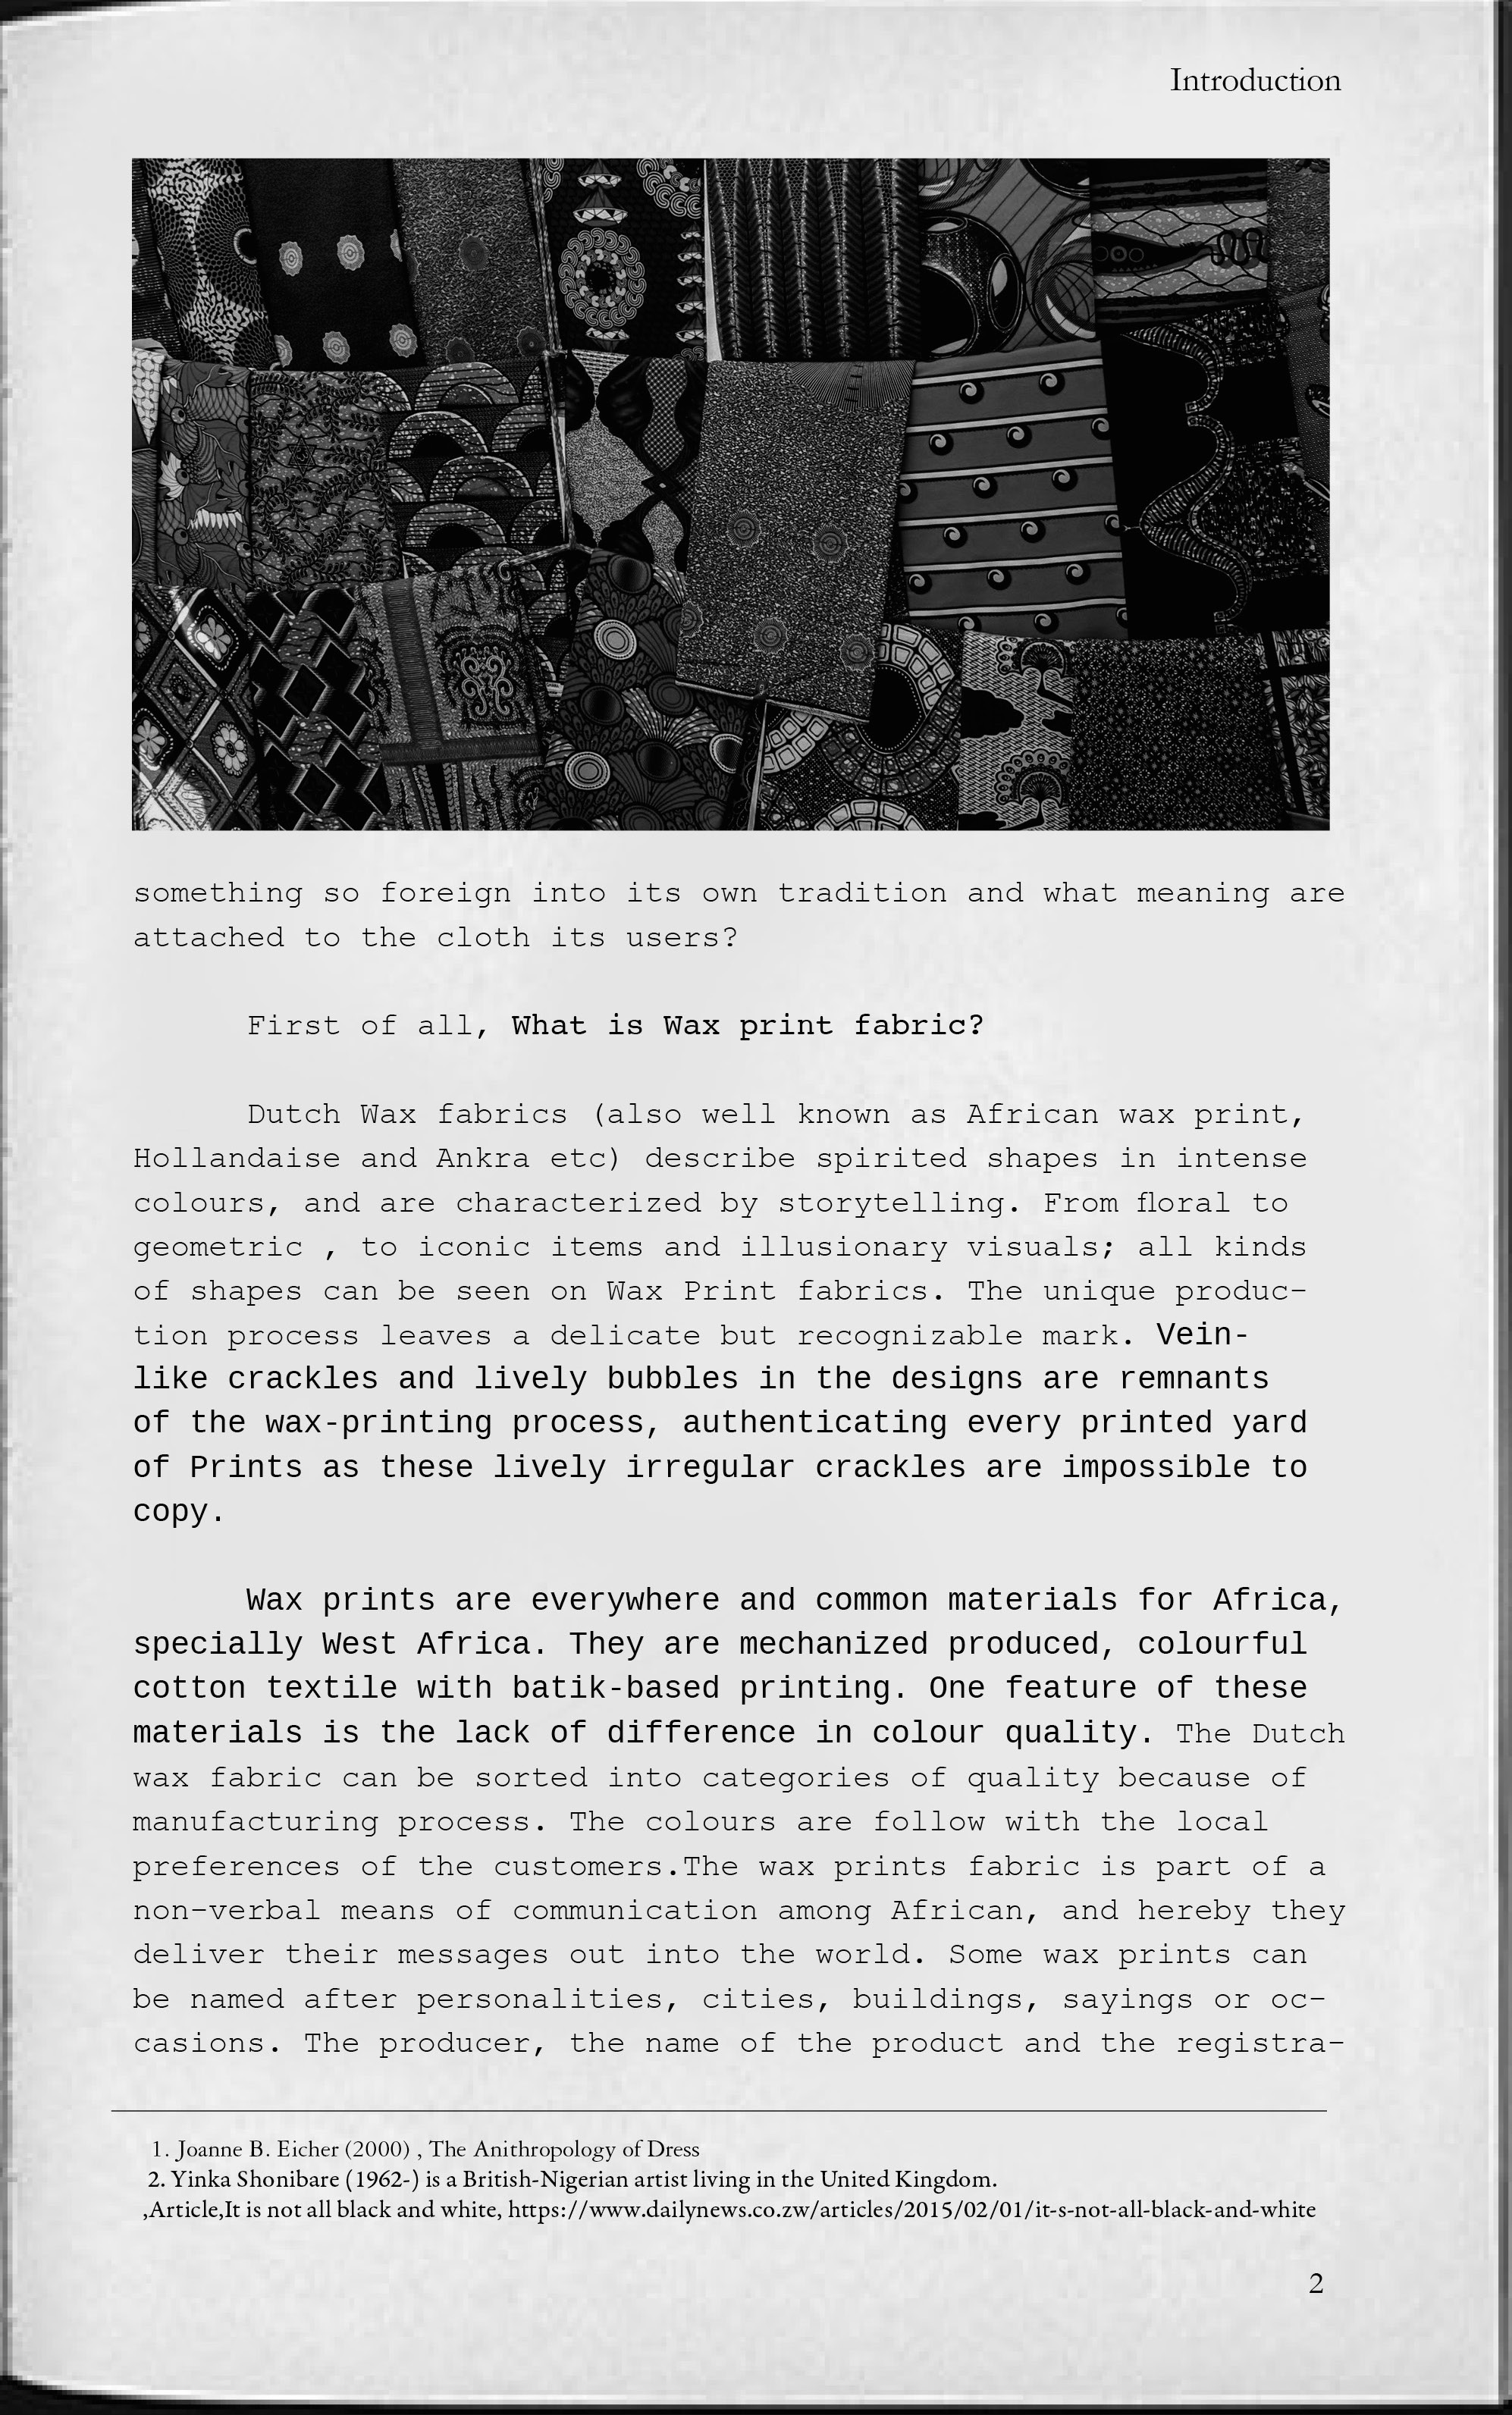 Introduction
something so foreign into its own tradition and what meaning are
attached to the cloth its users?
First of all, What is Wax print fabric?
Dutch Wax fabrics (also well known as African wax print,
Hollandaise and Ankra etc) describe spirited shapes in intense
colours, and are characterized by storytelling. From floral to
geometric , to iconic items and illusionary visuals; all kinds
of shapes can be seen on Wax Print fabrics. The unique produc-
tion process leaves a delicate but recognizable mark. Vein-
like crackles and lively bubbles in the designs are remnants
of the wax-printing process, authenticating every printed yard
of Prints as these lively irregular crackles are impossible to
copy.
Wax prints are everywhere and common materials for Africa,
specially West Africa. They are mechanized produced, colourful
cotton textile with batik-based printing. One feature of these
materials is the lack of difference in colour quality. The Dutch
wax fabric can be sorted into categories of quality because of
manufacturing process. The colours are follow with the local
preferences of the customers.The wax prints fabric is part of a
non-verbal means of communication among African, and hereby they
deliver their messages out into the world. Some wax prints can
be named after personalities, cities, buildings, sayings or oc-
casions. The producer, the name of the product and the registra-
1. Joanne B. Eicher (2000) , The Anithropology of Dress
2. Yinka Shonibare (1962-) is a British-Nigerian artist living in the United Kingdom.
,Article,It is not all black and white, https://www.dailynews.co.zw/articles/2015/02/01/it-s-not-all-black-and-white
2